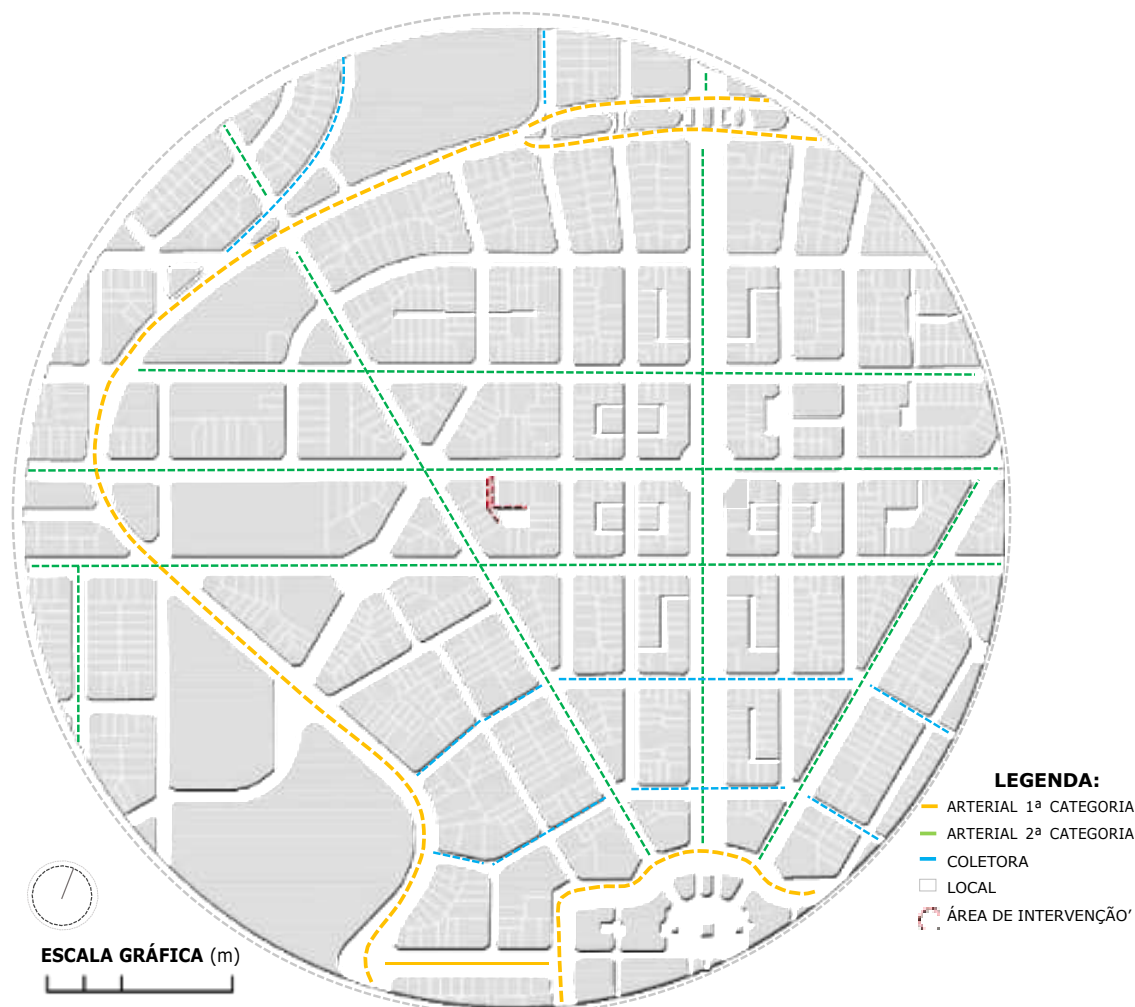 LEGENDA:
ARTERIAL 1ª CATEGORIA
ARTERIAL 2ª CATEGORIA
COLETORA
LOCAL
ÁREA DE INTERVENÇÃO'
ESCALA GRÁFICA (m)